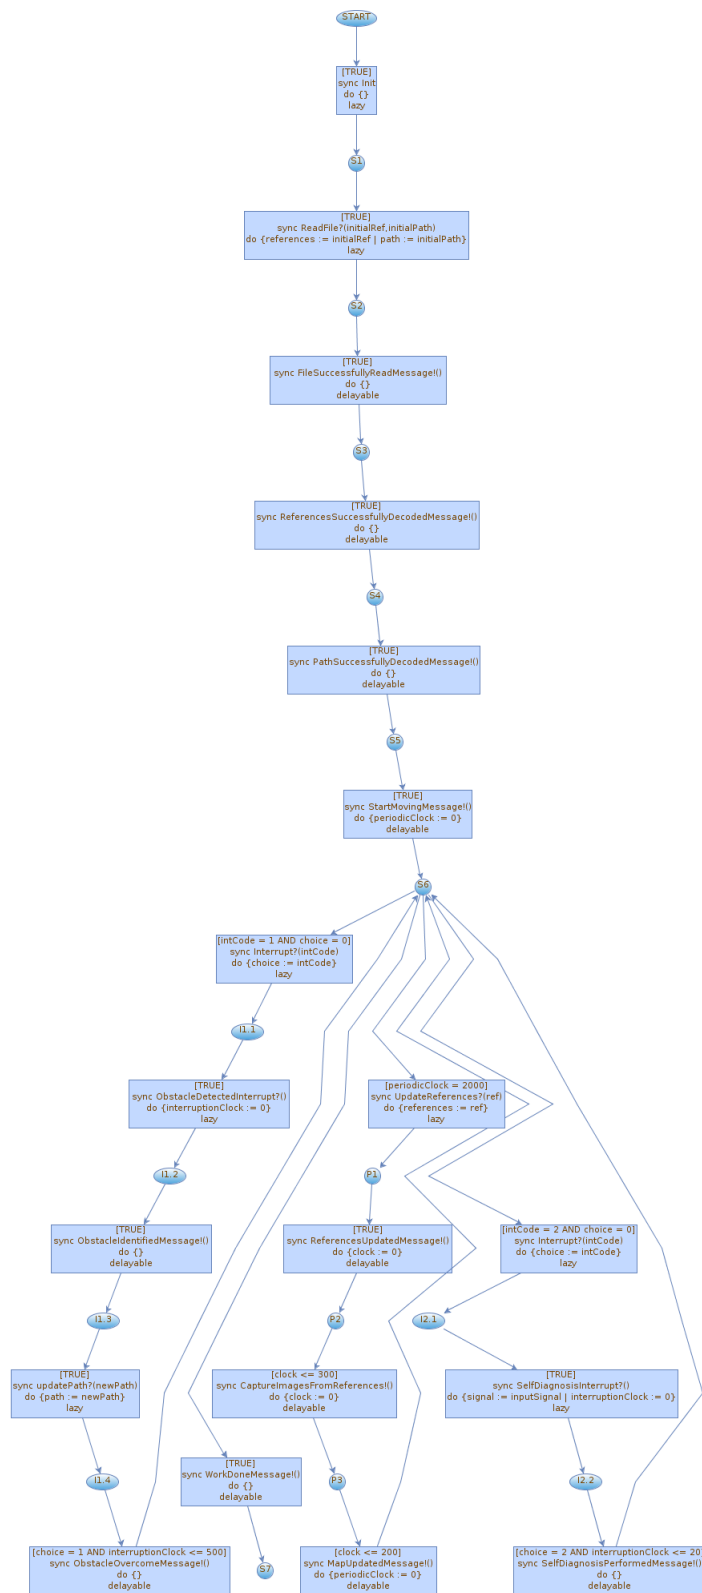 START
[TRUE]
sync Init
do {}
lazy
S1
[TRUE]
sync ReadFile?(initialRef,initialPath)
do {references := initialRef | path := initialPath}
lazy
S2
[TRUE]
sync FileSuccessfullyReadMessage!()
do {}
delayable
S3
[TRUE]
sync ReferencesSuccessfullyDecodedMessage!()
do {}
delayable
S4
[TRUE]
sync PathSuccessfullyDecodedMessage!()
do {}
delayable
S5
[TRUE]
sync StartMovingMessage!()
do {periodicClock := 0}
delayable
S6
[intCode = 1 AND choice = 0]
sync Interrupt?(intCode)
do {choice := intCode}
lazy
I1.1
[TRUE]
sync ObstacleDetectedInterrupt?()
do {interruptionClock := 0}
lazy
[periodicClock = 2000]
sync UpdateReferences?(ref)
do {references := ref}
lazy
I1.2
P1
[TRUE]
sync ObstacleIdentifiedMessage!()
do {}
delayable
[TRUE]
sync ReferencesUpdatedMessage!()
do {clock := 0}
delayable
[intCode = 2 AND choice = 0]
sync Interrupt?(intCode)
do {choice := intCode}
lazy
I1.3
P2
I2.1
[TRUE]
sync updatePath?(newPath)
do {path := newPath}
lazy
[clock <= 300]
sync CaptureImagesFromReferences!()
do {clock := 0}
delayable
[TRUE]
sync SelfDiagnosisInterrupt?()
do {signal := inputSignal | interruptionClock := 0}
lazy
I1.4
[TRUE]
sync WorkDoneMessage!()
do {}
delayable
P3
I2.2
[choice = 1 AND interruptionClock <= 500]
sync ObstacleOvercomeMessage!()
do {}
delayable
S7
[clock <= 200]
sync MapUpdatedMessage!()
do {periodicClock := 0}
delayable
[choice = 2 AND interruptionClock <= 20
sync SelfDiagnosisPerformedMessage!()
do {}
delayable